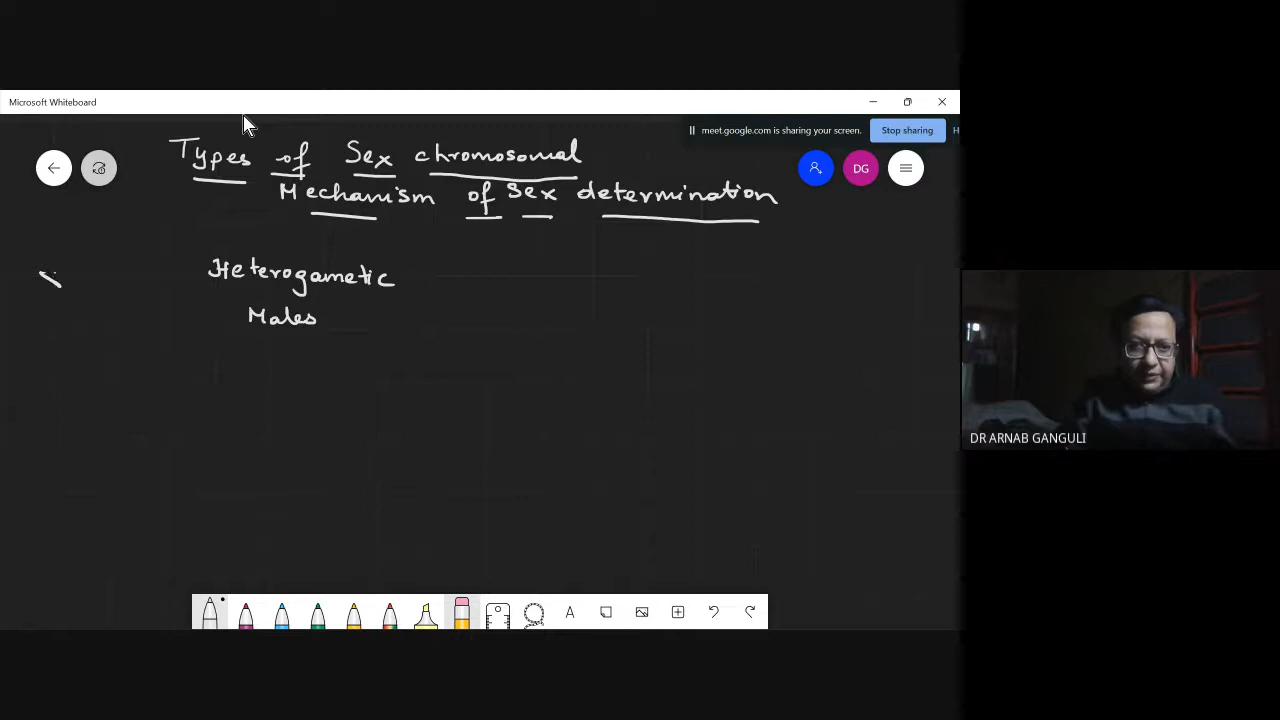 Microsoft Whiteboard
meet.google.com is sharing your screen.
Stop sharing
H
Types of Sex chromosomal
DG
Mechanism of Sex determination
Heterogametic
Males
DR ARNAB GANGULI
A